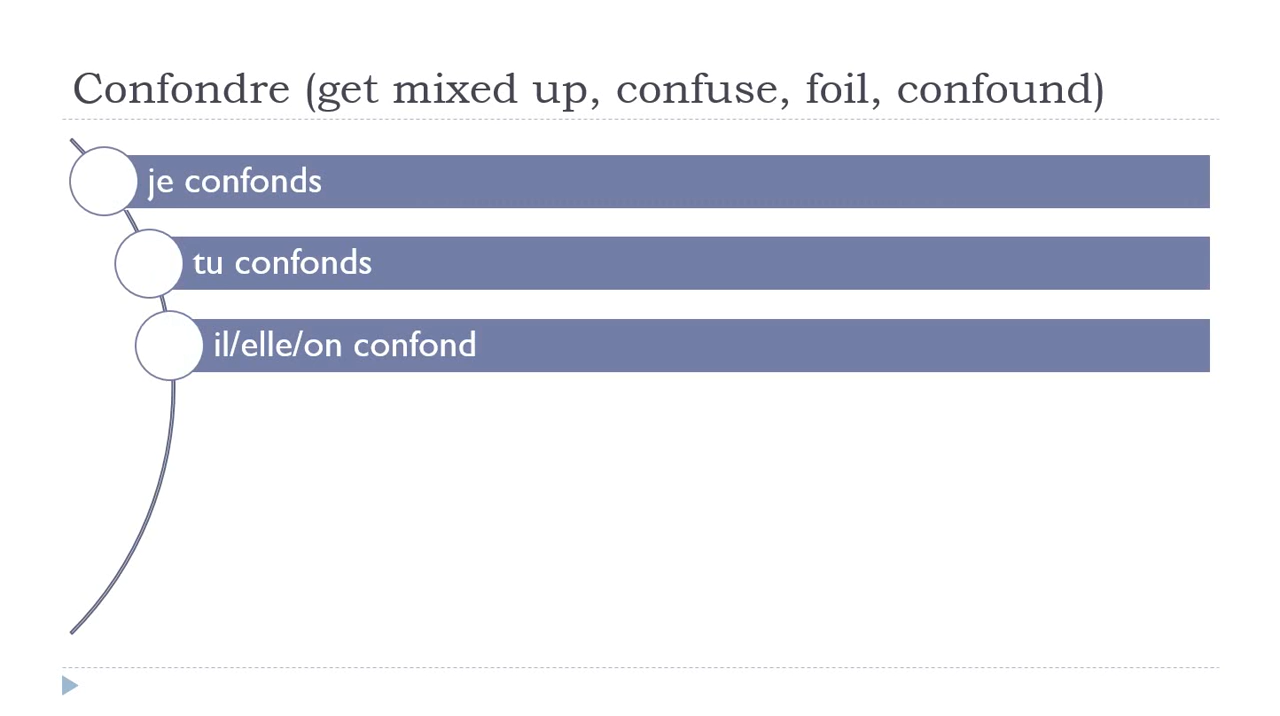 Confondre (get mixed up, confuse, foil, confound)
je confonds
tu confonds
il/elle/on confond